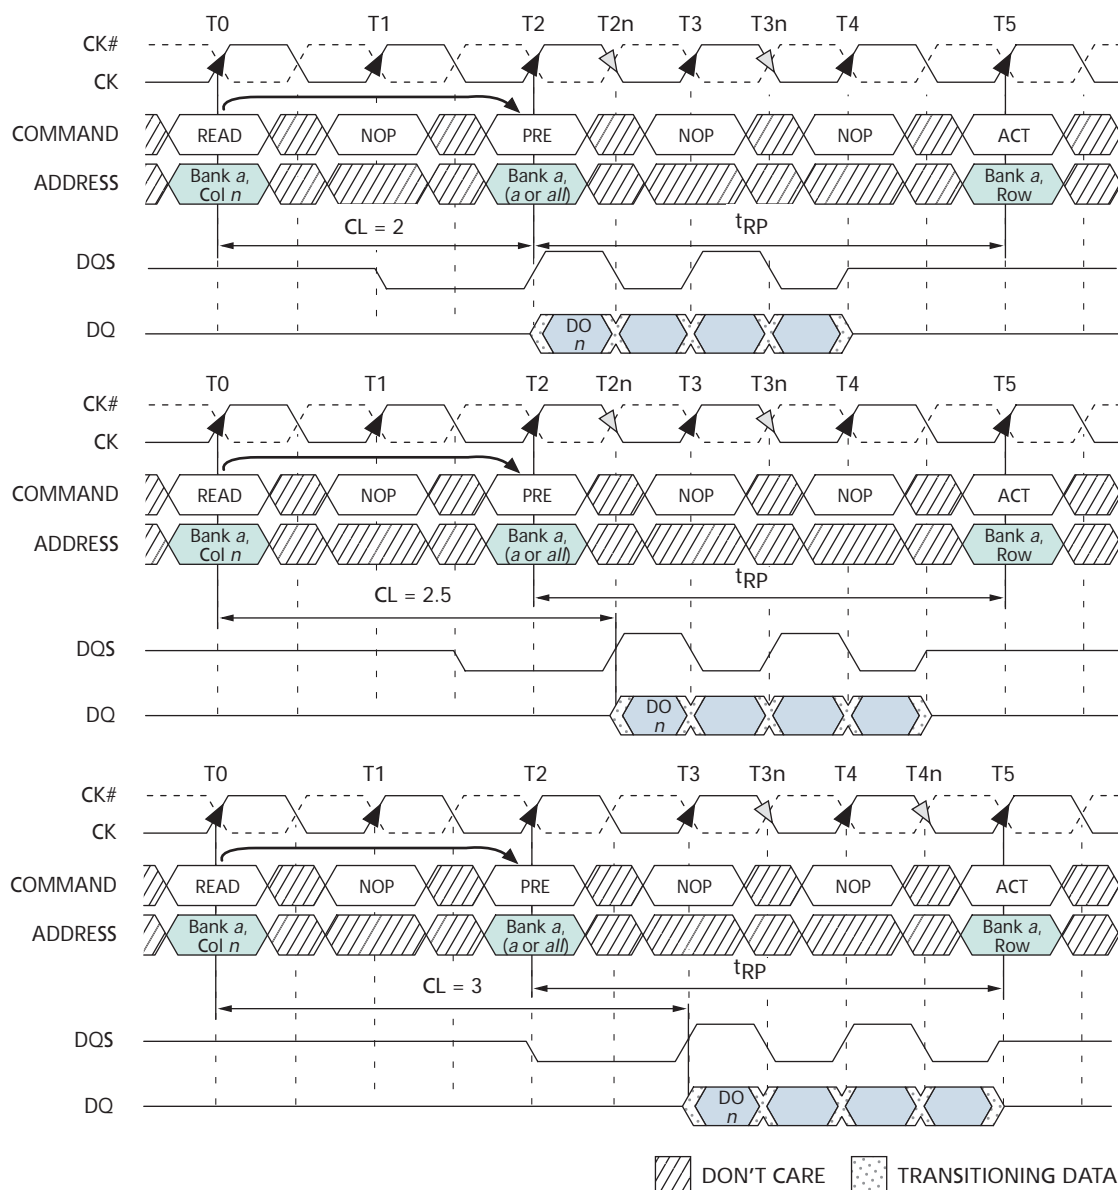 T0 T1 T2 T2n T3 T3n T4 T5
CK#
CK
COMMAND READ NOP PRE NOP NOP ACT
ADDRESS Bank a, Col n Bank a, (a or all) Bank a, Row
CL = 2 tRP
DQS
DQ DO n
T0 T1 T2 T2n T3 T3n T4 T5
CK#
CK
COMMAND READ NOP PRE NOP NOP ACT
ADDRESS Bank a, Col n Bank a, (a or all) Bank a, Row
CL = 2.5 tRP
DQS
DQ DO n
T0 T1 T2 T3 T3n T4 T4n T5
CK#
CK
COMMAND READ NOP PRE NOP NOP ACT
ADDRESS Bank a, Col n Bank a, (a or all) Bank a, Row
CL = 3 tRP
DQS
DQ DO n
DON'T CARE TRANSITIONING DATA